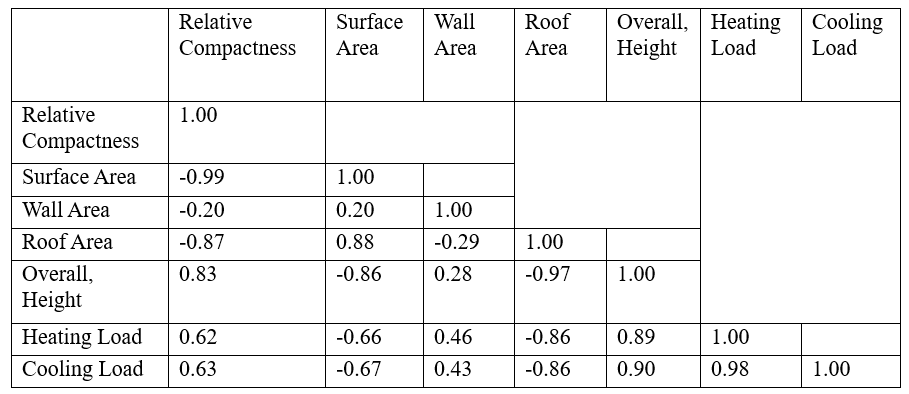 Relative Compactness Surface Area Wall Area Roof Area Overall, Height Heating Load Cooling Load
Relative Compactness 1.00
Surface Area -0.99 1.00
Wall Area -0.20 0.20 1.00
Roof Area -0.87 0.88 -0.29 1.00
Overall, Height 0.83 -0.86 0.28 -0.97 1.00
Heating Load 0.62 -0.66 0.46 -0.86 0.89 1.00
Cooling Load 0.63 -0.67 0.43 -0.86 0.90 0.98 1.00